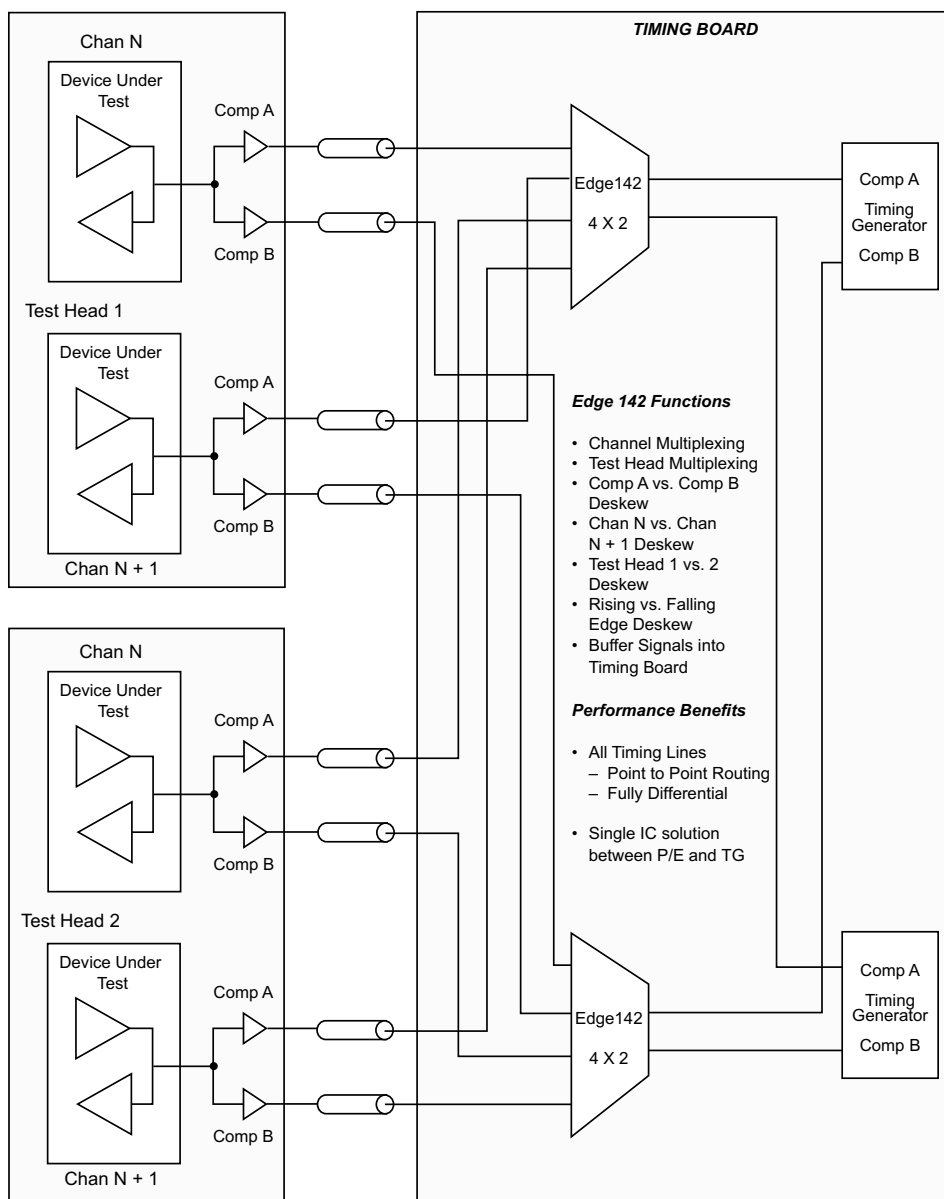 Chan N
Device Under
Test
Comp A
Comp B
Test Head 1
Device Under
Test
Comp A
Comp B
Chan N + 1
Chan N
Device Under
Test
Comp A
Comp B
Test Head 2
Device Under
Test
Comp A
Comp B
Chan N + 1
TIMING BOARD
Edge142
4 X 2
Comp A
Timing
Generator
Comp B
Edge 142 Functions
• Channel Multiplexing
• Test Head Multiplexing
• Comp A vs. Comp B
Deskew
• Chan N vs. Chan
N + 1 Deskew
• Test Head 1 vs. 2
Deskew
• Rising vs. Falling
Edge Deskew
• Buffer Signals into
Timing Board
Performance Benefits
• All Timing Lines
– Point to Point Routing
– Fully Differential
• Single IC solution
between P/E and TG
Edge142
4 X 2
Comp A
Timing
Generator
Comp B